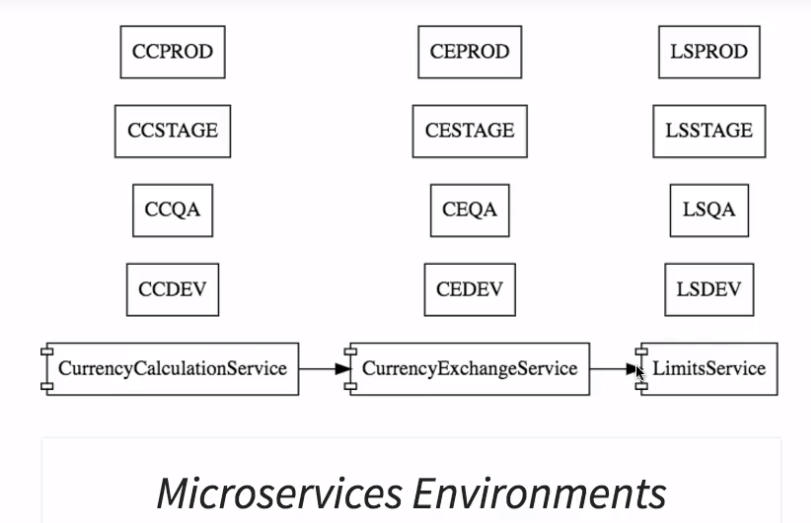 CCPROD CEPROD LSPROD
CCSTAGE CESTAGE LSSTAGE
CCQA CEQA LSQA
CCDEV CEDEV LSDEV
CurrencyCalculationService CurrencyExchangeService LimitsService
Microservices Environments